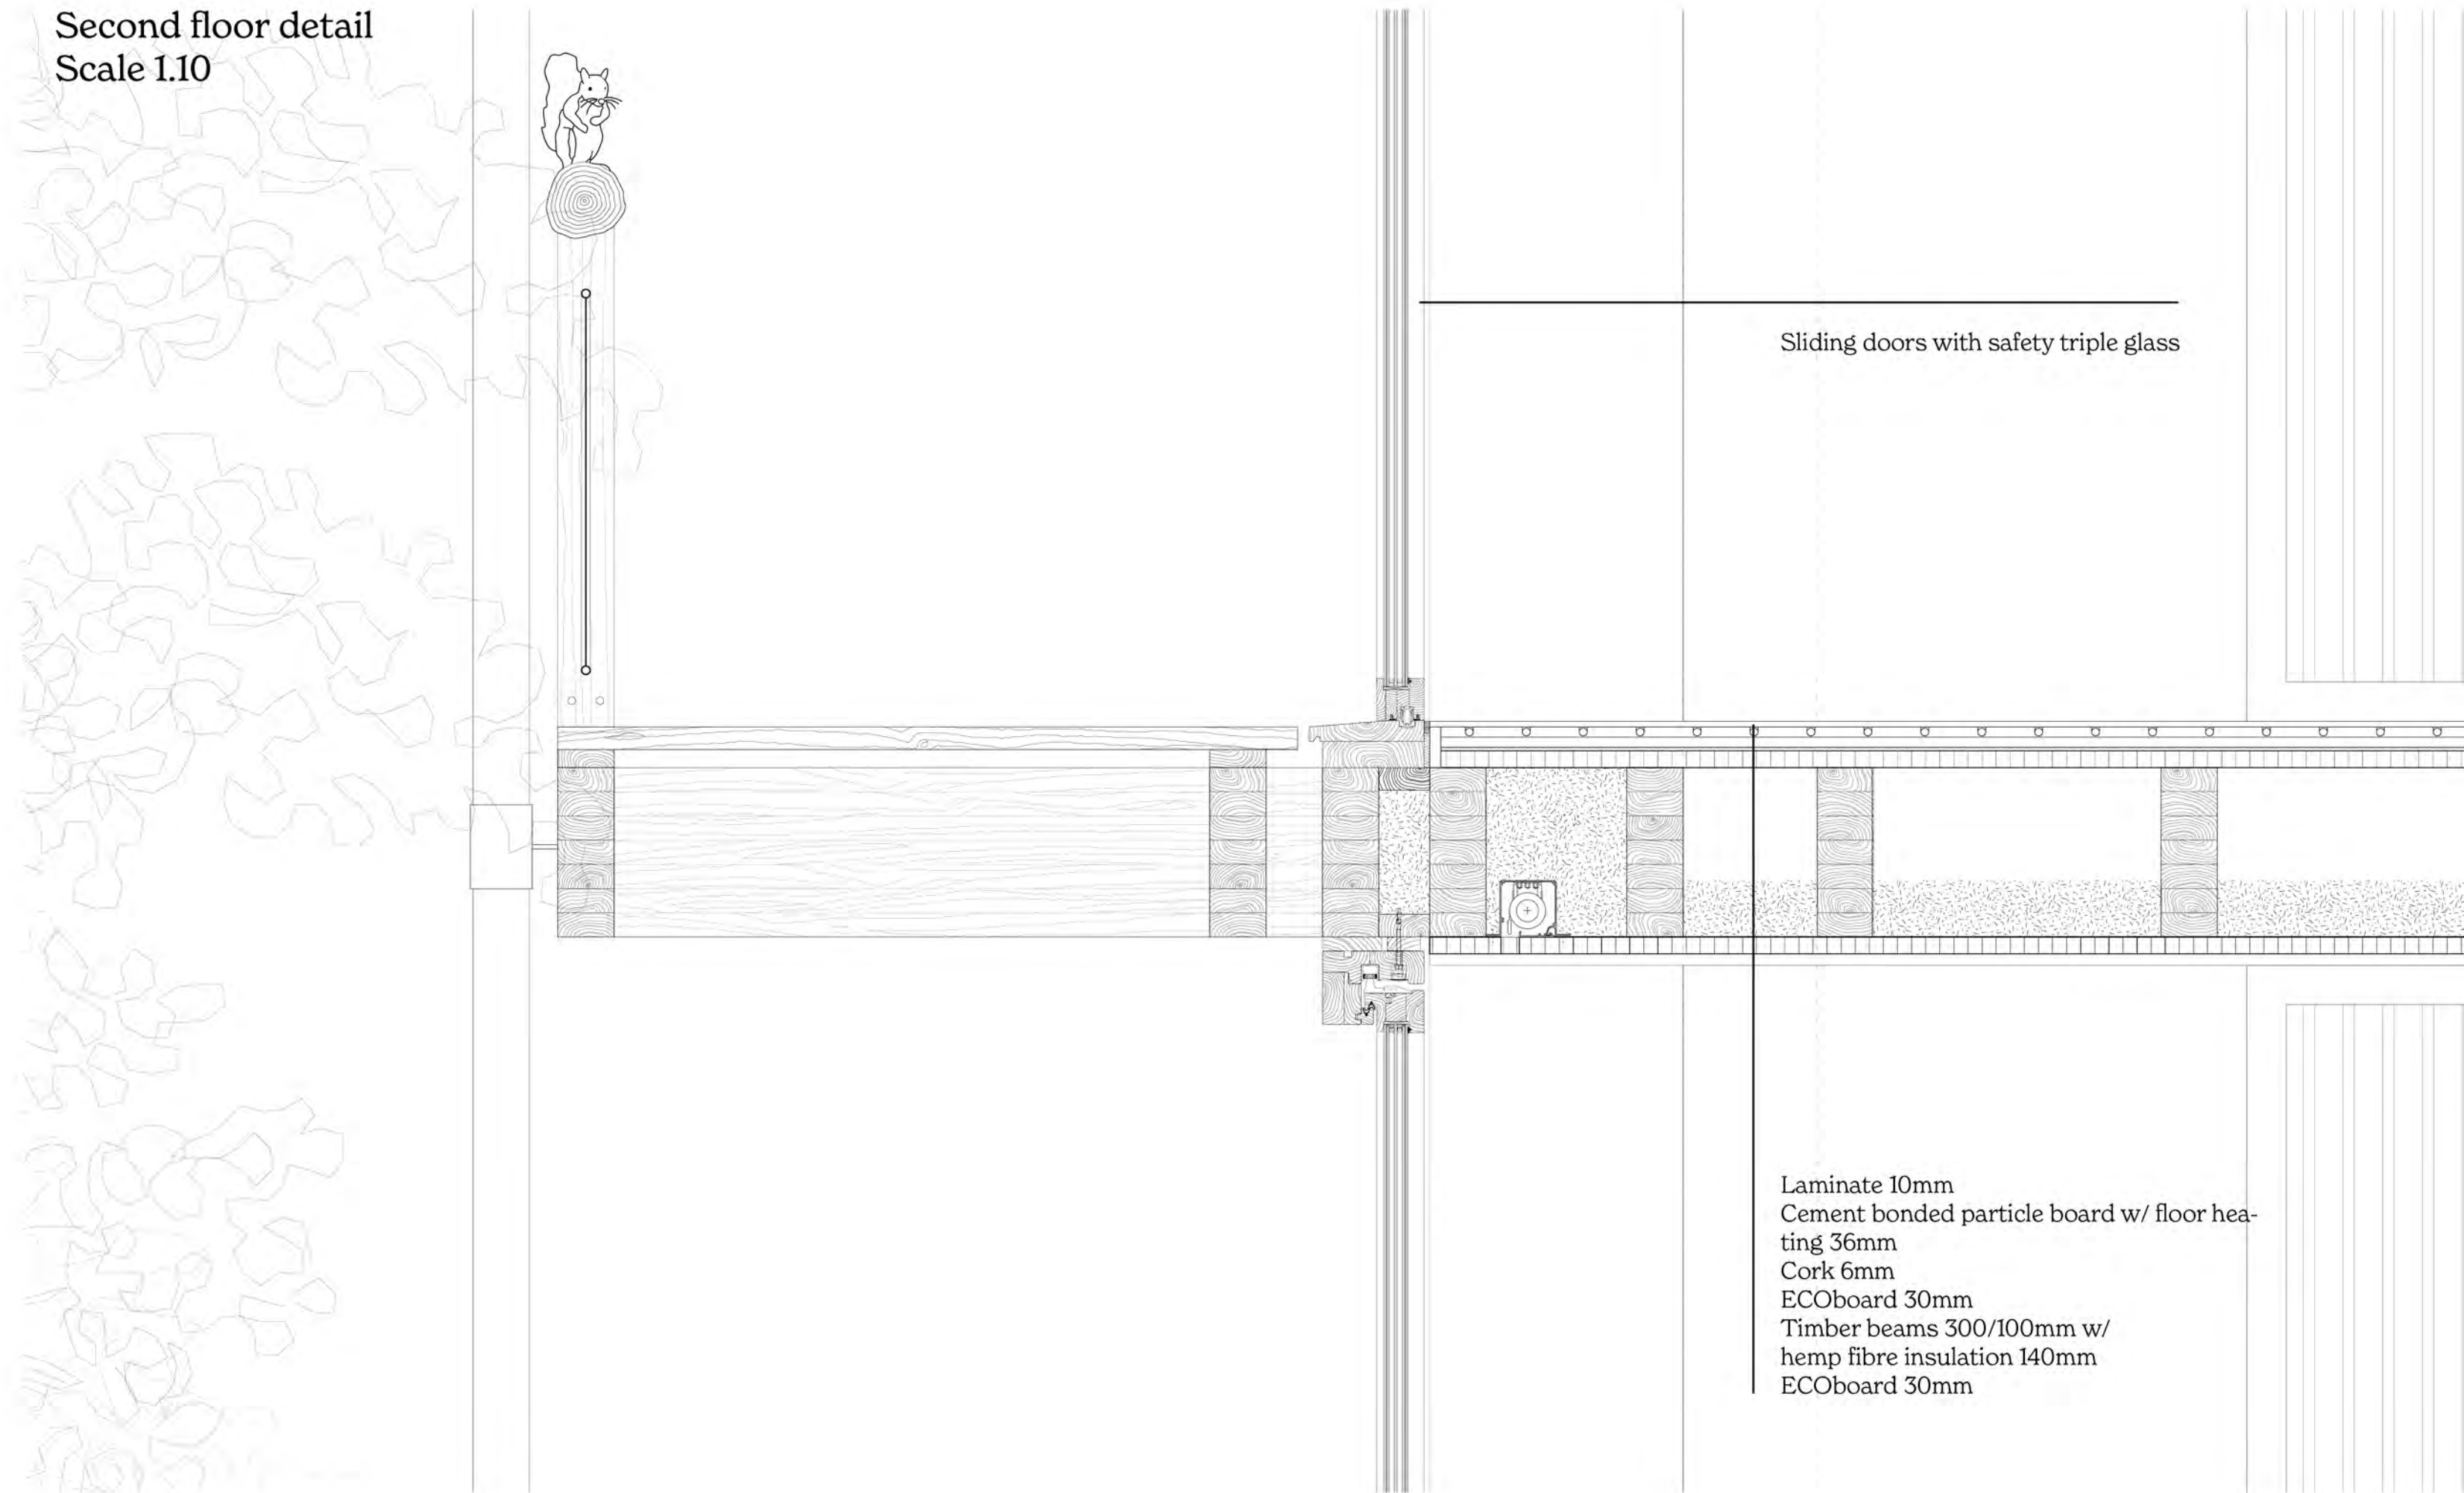 Second floor detail
Scale 1.10
Sliding doors with safety triple glass
Laminate 10mm
Cement bonded particle board w/ floor hea-
ting 36mm
Cork 6mm
ECOboard 30mm
Timber beams 300/100mm w/
hemp fibre insulation 140mm
ECOboard 30mm